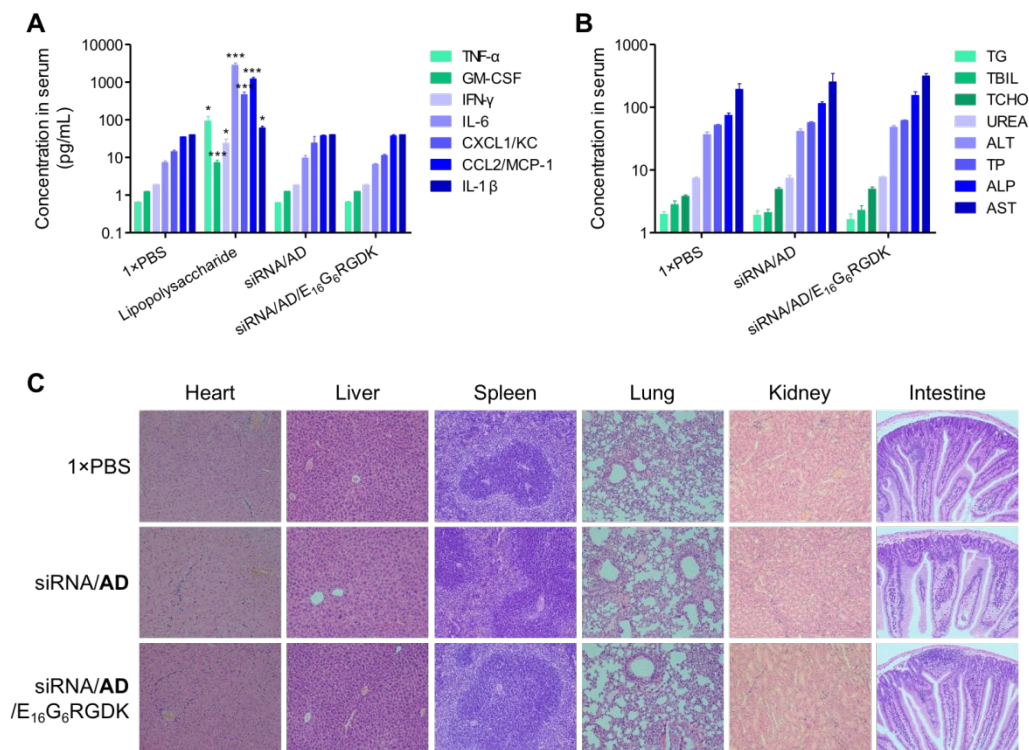 A
Concentration in serum
(pg/mL)
10000
1000
100
10
1
0.1
*
***
*
***
***
***
*
1×PBS
Lipopolysaccharide
siRNA/AD
siRNA/AD/E₁₆G₆RGDK
TNF-α
GM-CSF
IFN-γ
IL-6
CXCL1/KC
CCL2/MCP-1
IL-1β
B
Concentration in serum
1000
100
10
1
1×PBS
siRNA/AD
siRNA/AD/E₁₆G₆RGDK
TG
TBIL
TCHO
UREA
ALT
TP
ALP
AST
C
Heart Liver Spleen Lung Kidney Intestine
1×PBS
siRNA/AD
siRNA/AD
/E₁₆G₆RGDK